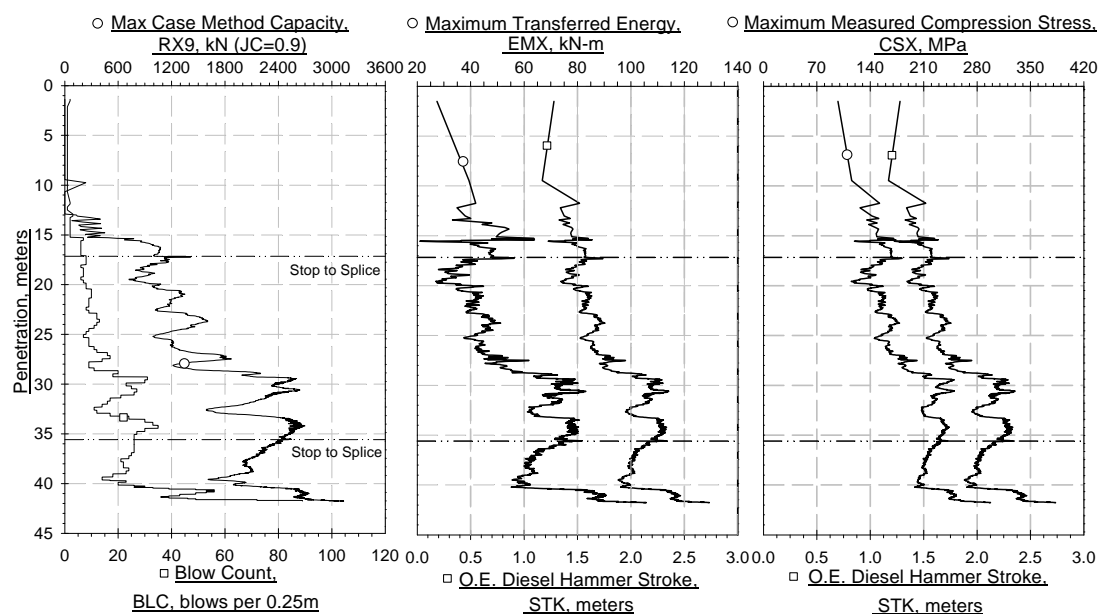 Max Case Method Capacity,
RX9, kN (JC=0.9)
0 600 1200 1800 2400 3000 3600
Maximum Transferred Energy,
EMX, kN-m
20 40 60 80 100 120 140
Maximum Measured Compression Stress,
CSX, MPa
0 70 140 210 280 350 420
Penetration, meters
0
5
10
15
20
25
30
35
40
45
Stop to Splice
Stop to Splice
0 20 40 60 80 100 120
Blow Count,
BLC, blows per 0.25m
0.0 0.5 1.0 1.5 2.0 2.5 3.0
O.E. Diesel Hammer Stroke,
STK, meters
0.0 0.5 1.0 1.5 2.0 2.5 3.0
O.E. Diesel Hammer Stroke,
STK, meters